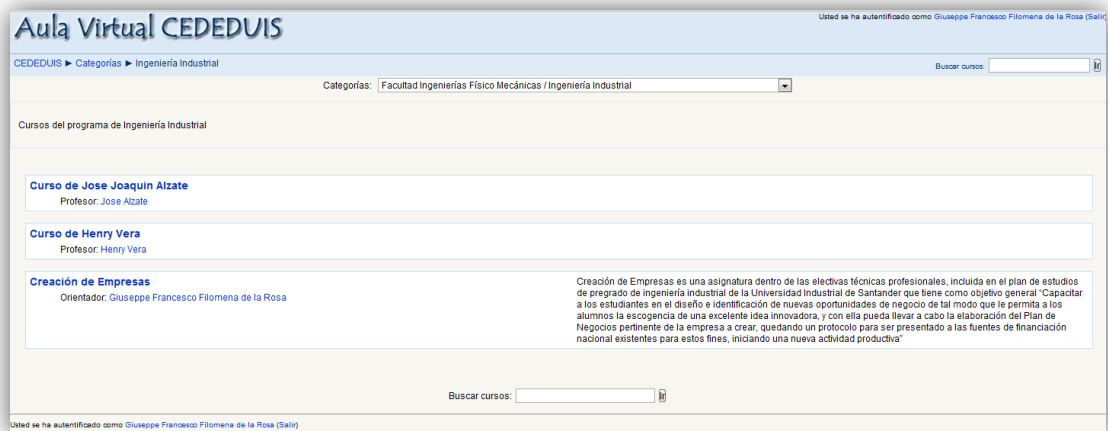 Aula Virtual CEDEDUIS
Usted se ha autentificado como Giuseppe Francesco Filomena de la Rosa (Salir)
CEDEDUIS ► Categorías ► Ingeniería Industrial
Buscar cursos: Ir
Categorías: Facultad Ingenierías Físico Mecánicas / Ingeniería Industrial
Cursos del programa de Ingeniería Industrial
Curso de Jose Joaquin Alzate
Profesor: Jose Alzate
Curso de Henry Vera
Profesor: Henry Vera
Creación de Empresas
Orientador: Giuseppe Francesco Filomena de la Rosa
Creación de Empresas es una asignatura dentro de las electivas técnicas profesionales, incluida en el plan de estudios
de pregrado de ingeniería industrial de la Universidad Industrial de Santander que tiene como objetivo general “Capacitar
a los estudiantes en el diseño e identificación de nuevas oportunidades de negocio de tal modo que le permita a los
alumnos la escogencia de una excelente idea innovadora, y con ella pueda llevar a cabo la elaboración del Plan de
Negocios pertinente de la empresa a crear, quedando un protocolo para ser presentado a las fuentes de financiación
nacional existentes para estos fines, iniciando una nueva actividad productiva”
Buscar cursos: Ir
Usted se ha autentificado como Giuseppe Francesco Filomena de la Rosa (Salir)